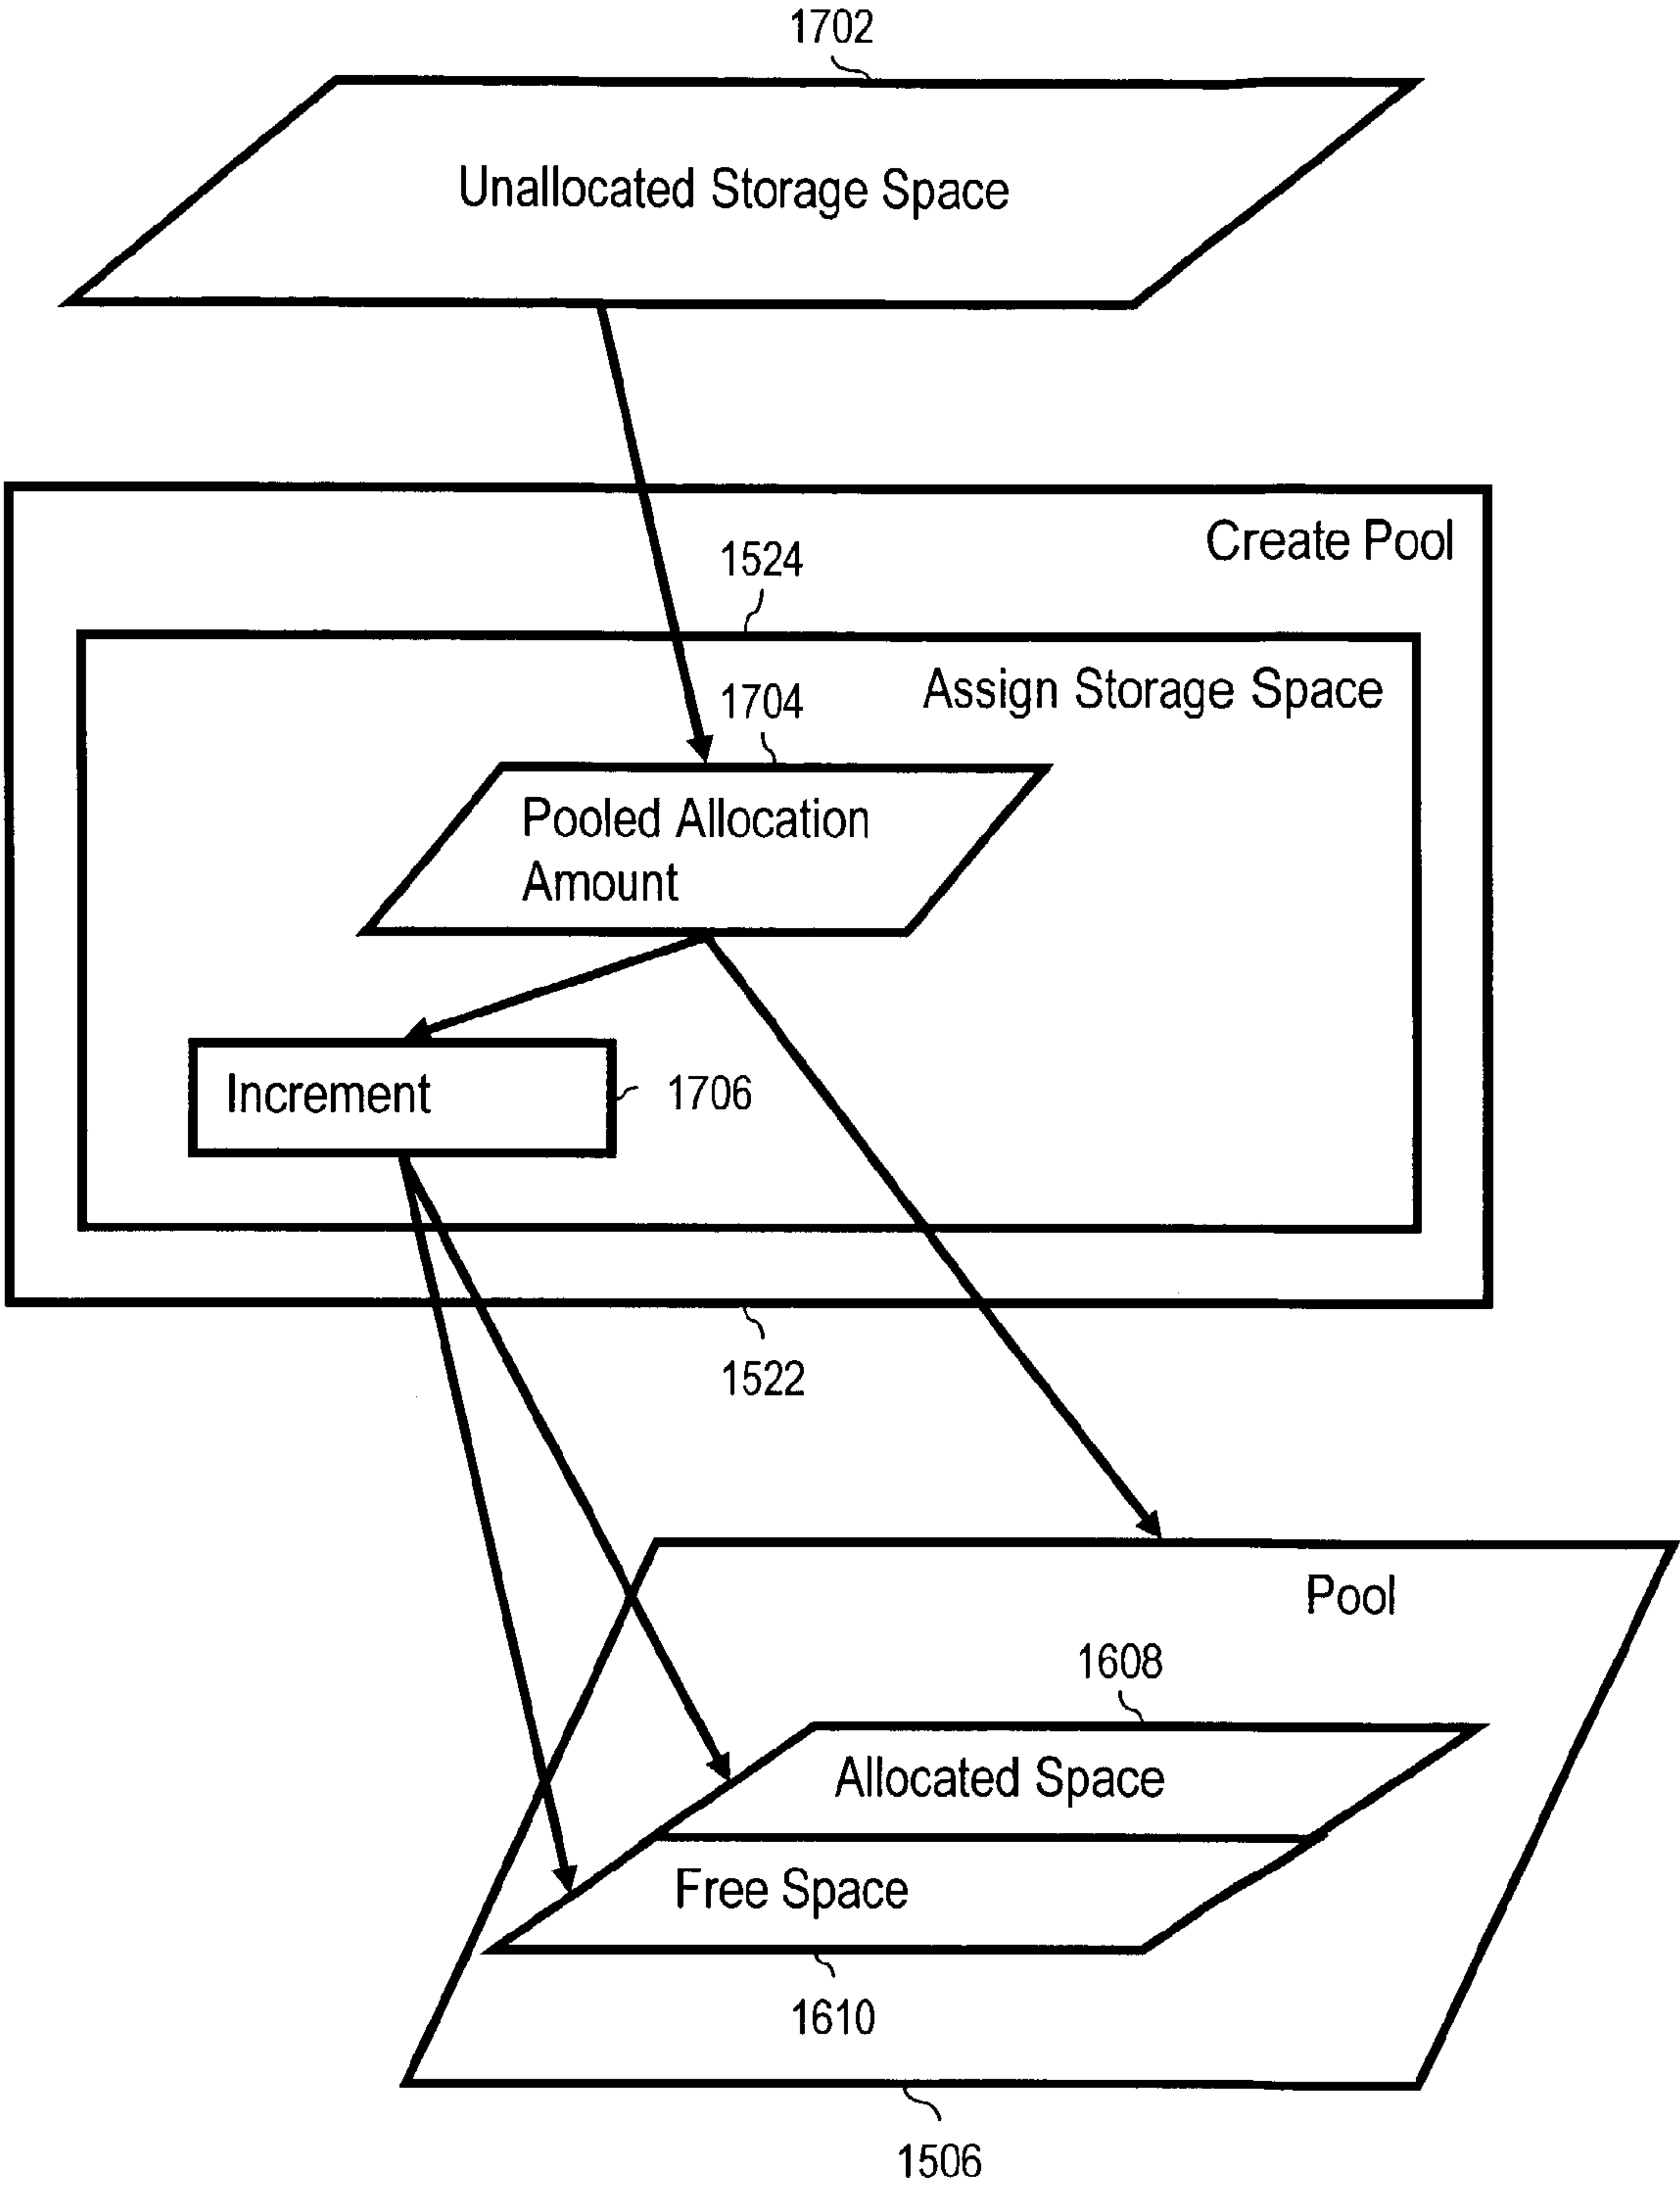 1702
Unallocated Storage Space
Create Pool
1524
Assign Storage Space
1704
Pooled Allocation
Amount
Increment
1706
1522
Pool
1608
Allocated Space
Free Space
1610
1506